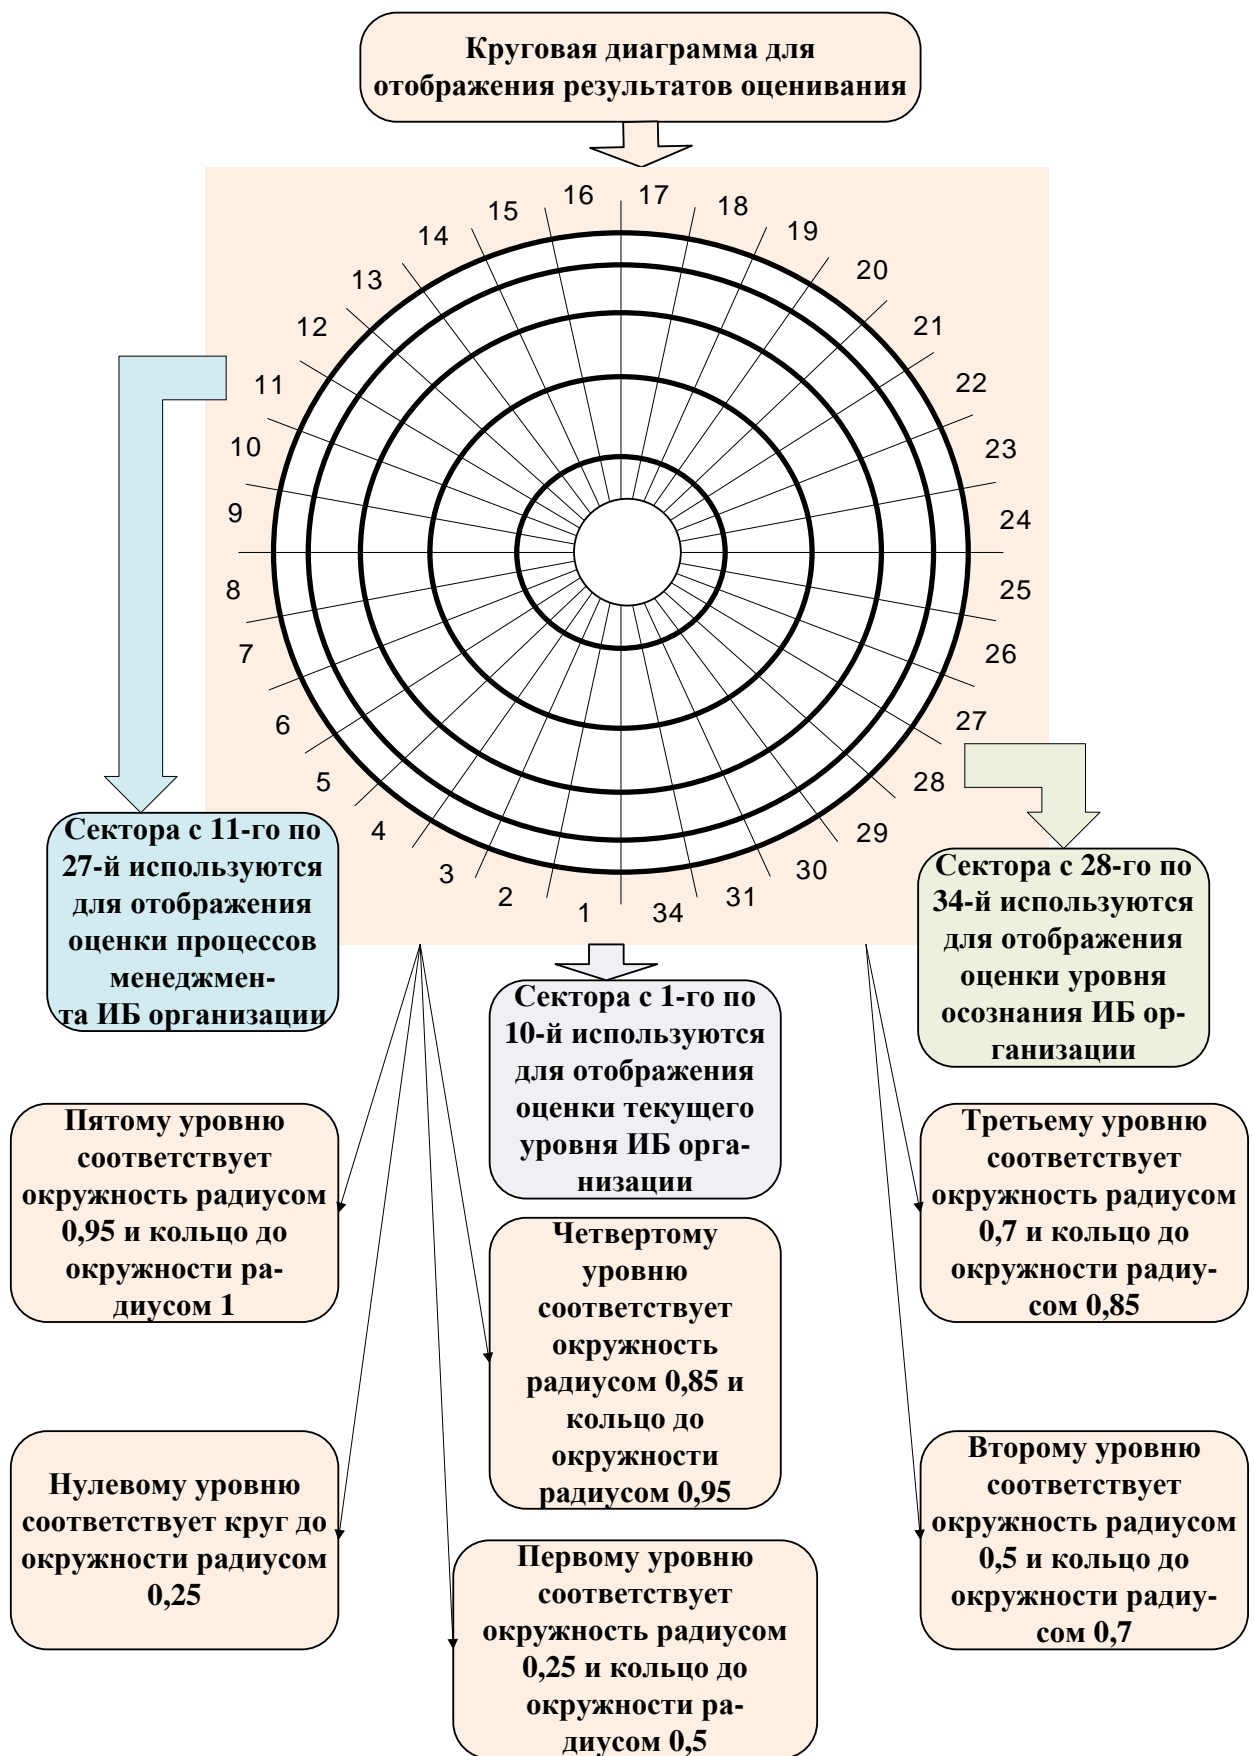 Круговая диаграмма для
отображения результатов оценивания
16
17
15
18
14
19
13
20
12
21
11
22
10
23
9
24
8
25
7
26
6
27
5
28
4
29
3
30
2
31
1
34
Сектора с 11-го по
27-й используются
для отображения
оценки процессов
менеджмен-
та ИБ организации
Сектора с 1-го по
10-й используются
для отображения
оценки текущего
уровня ИБ орга-
низации
Сектора с 28-го по
34-й используются
для отображения
оценки уровня
осознания ИБ ор-
ганизации
Пятому уровню
соответствует
окружность радиусом
0,95 и кольцо до
окружности ра-
диусом 1
Четвертому
уровню
соответствует
окружность
радиусом 0,85 и
кольцо до
окружности
радиусом 0,95
Третьему уровню
соответствует
окружность радиусом
0,7 и кольцо до
окружности радиу-
сом 0,85
Нулевому уровню
соответствует круг до
окружности радиусом
0,25
Первому уровню
соответствует
окружность радиусом
0,25 и кольцо до
окружности ра-
диусом 0,5
Второму уровню
соответствует
окружность радиусом
0,5 и кольцо до
окружности радиу-
сом 0,7